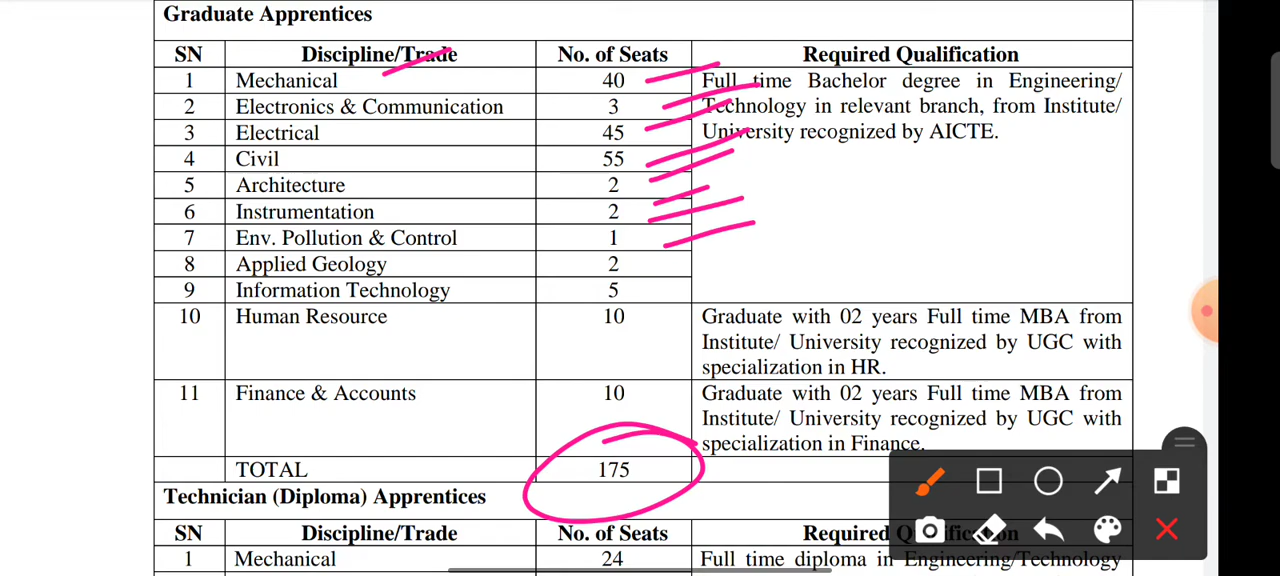 Graduate Apprentices
SN Discipline/Trade No. of Seats Required Qualification
1 Mechanical 40 Full time Bachelor degree in Engineering/
2 Electronics & Communication 3 Technology in relevant branch, from Institute/
3 Electrical 45 University recognized by AICTE.
4 Civil 55
5 Architecture 2
6 Instrumentation 2
7 Env. Pollution & Control 1
8 Applied Geology 2
9 Information Technology 5
10 Human Resource 10 Graduate with 02 years Full time MBA from
Institute/ University recognized by UGC with
specialization in HR.
11 Finance & Accounts 10 Graduate with 02 years Full time MBA from
Institute/ University recognized by UGC with
specialization in Finance.
TOTAL 175
Technician (Diploma) Apprentices
SN Discipline/Trade No. of Seats
1 Mechanical 24 Full time diploma in Engineering/Technology